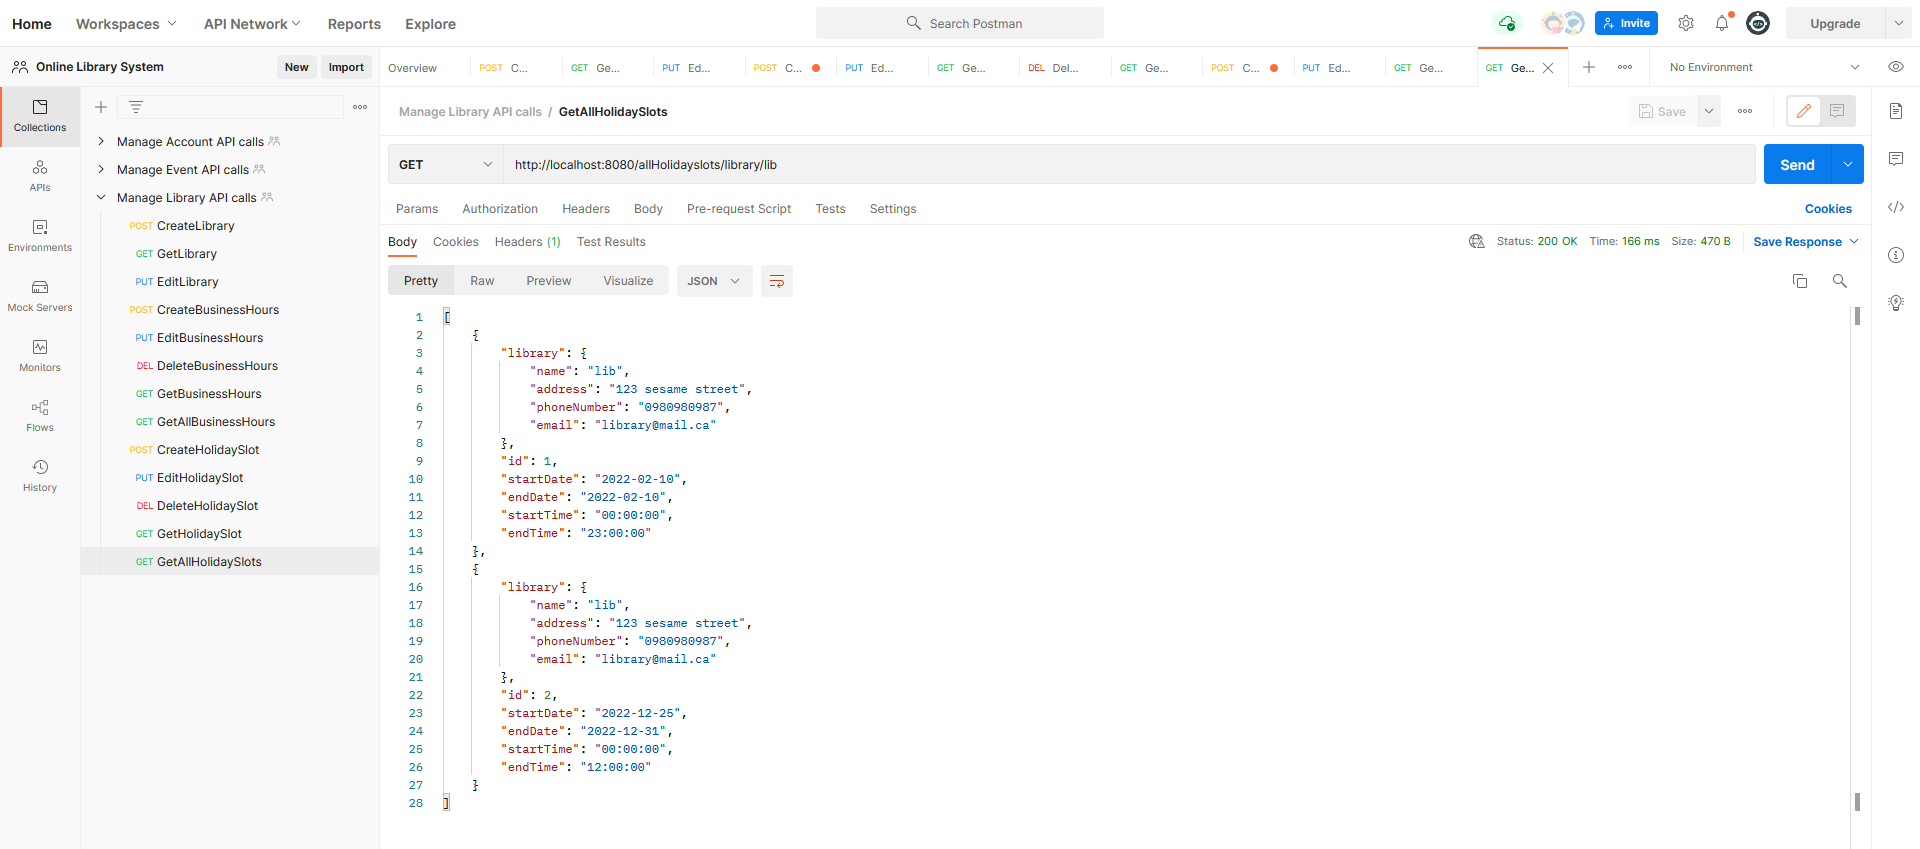 Home Workspaces API Network Reports Explore Search Postman Invite Upgrade
Online Library System New Import
Overview POST C... GET Ge... PUT Ed... POST C... PUT Ed... GET Ge... DEL Del... GET Ge... POST C... PUT Ed... GET Ge... GET Ge... No Environment
Collections
APIs
Environments
Mock Servers
Monitors
Flows
History
Manage Account API calls
Manage Event API calls
Manage Library API calls
POST CreateLibrary
GET GetLibrary
PUT EditLibrary
POST CreateBusinessHours
PUT EditBusinessHours
DEL DeleteBusinessHours
GET GetBusinessHours
GET GetAllBusinessHours
POST CreateHolidaySlot
PUT EditHolidaySlot
DEL DeleteHolidaySlot
GET GetHolidaySlot
GET GetAllHolidaySlots
Manage Library API calls / GetAllHolidaySlots Save
GET http://localhost:8080/allHolidayslots/library/lib Send
Params Authorization Headers Body Pre-request Script Tests Settings Cookies
Body Cookies Headers (1) Test Results Status: 200 OK Time: 166 ms Size: 470 B Save Response
Pretty Raw Preview Visualize JSON
1 [
2 {
3 "library": {
4 "name": "lib",
5 "address": "123 sesame street",
6 "phoneNumber": "0980980987",
7 "email": "library@mail.ca"
8 },
9 "id": 1,
10 "startDate": "2022-02-10",
11 "endDate": "2022-02-10",
12 "startTime": "00:00:00",
13 "endTime": "23:00:00"
14 },
15 {
16 "library": {
17 "name": "lib",
18 "address": "123 sesame street",
19 "phoneNumber": "0980980987",
20 "email": "library@mail.ca"
21 },
22 "id": 2,
23 "startDate": "2022-12-25",
24 "endDate": "2022-12-31",
25 "startTime": "00:00:00",
26 "endTime": "12:00:00"
27 }
28 ]